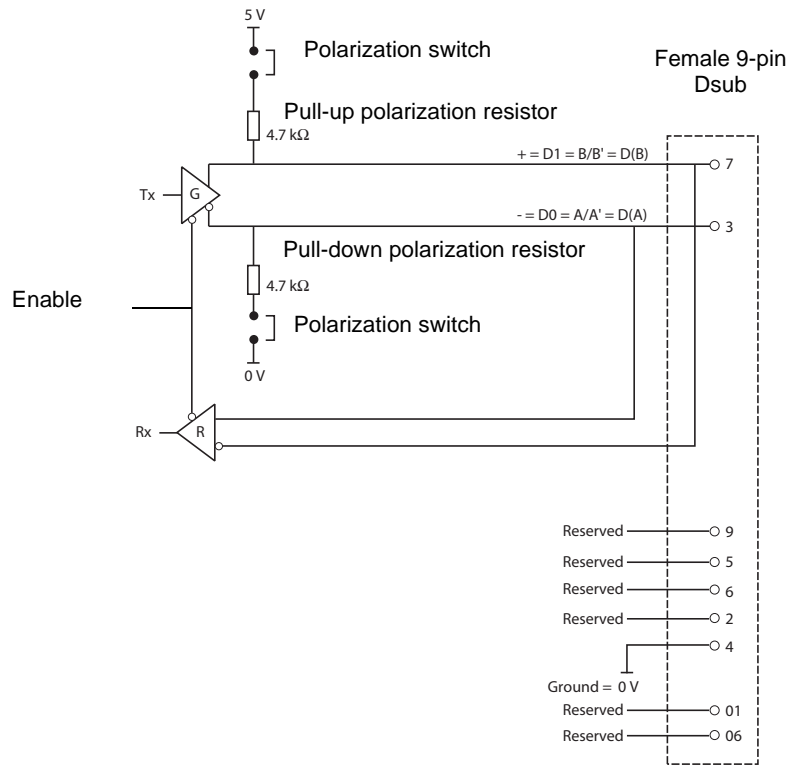 5 V
Polarization switch
Female 9-pin
Dsub
Pull-up polarization resistor
4.7 kΩ
+ = D1 = B/B' = D(B)
7
Tx
G
- = D0 = A/A' = D(A)
3
Pull-down polarization resistor
4.7 kΩ
Enable
Polarization switch
0 V
Rx
R
Reserved
9
Reserved
5
Reserved
6
Reserved
2
4
Ground = 0 V
Reserved
01
Reserved
06